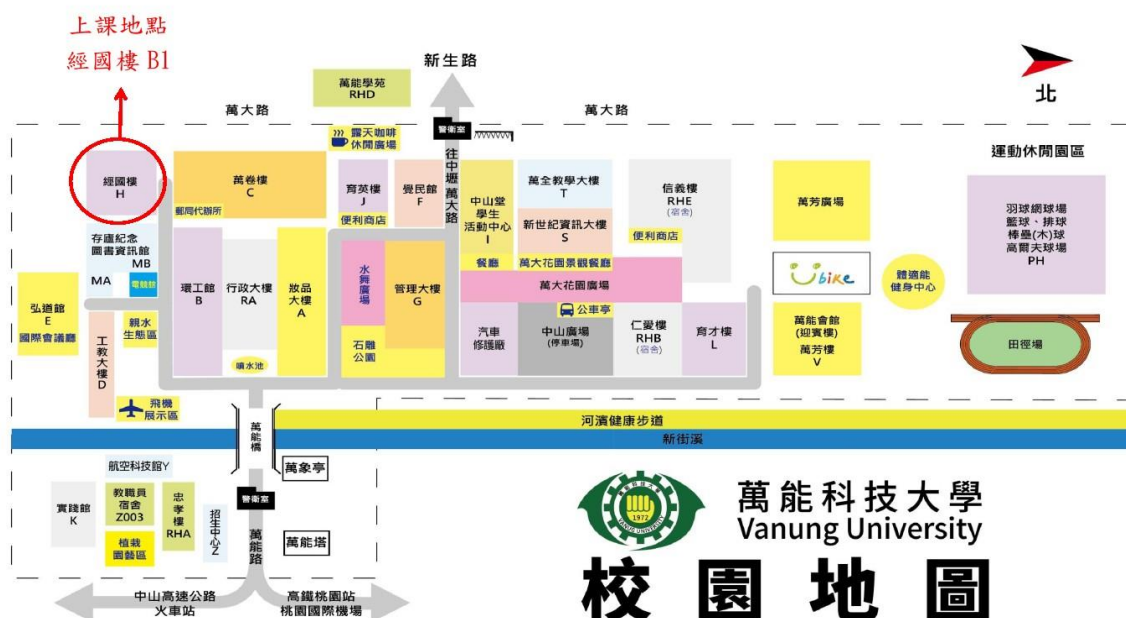 上課地點
經國樓 B1
新生路
萬能學苑
RHD
萬大路
萬大路
北
警衛室
露天咖啡
休閒廣場
往中壢 萬大路
運動休閒園區
經國樓
H
萬卷樓
C
郵局代辦所
育英樓
J
便利商店
覺民館
F
中山堂
學生
活動中心
I
餐廳
萬全教學大樓
T
新世紀資訊大樓
S
萬大花園景觀餐廳
信義樓
RHE
(宿舍)
便利商店
萬芳廣場
羽球網球場
籃球、排球
棒壘(木)球
高爾夫球場
PH
存廬紀念
圖書資訊館
MB
MA
電競館
環工館
B
行政大樓
RA
妝品
大樓
A
水舞廣場
管理大樓
G
萬大花園廣場
Ubike
體適能
健身中心
弘道館
E
國際會議廳
親水
生態區
工教大樓D
噴水池
石雕
公園
公車亭
汽車
修護廠
中山廣場
(停車場)
仁愛樓
RHB
(宿舍)
育才樓
L
萬能會館
(迎賓樓)
萬芳樓
V
田徑場
飛機
展示區
萬能橋
河濱健康步道
新街溪
航空科技館Y
萬象亭
實踐館
K
教職員
宿舍
Z003
植栽
園藝區
忠孝樓
RHA
招生中心Z
警衛室
萬能路
萬能塔
中山高速公路
火車站
高鐵桃園站
桃園國際機場
1972
VANUNG UNIVERSITY
萬能科技大學
Vanung University
校園地圖